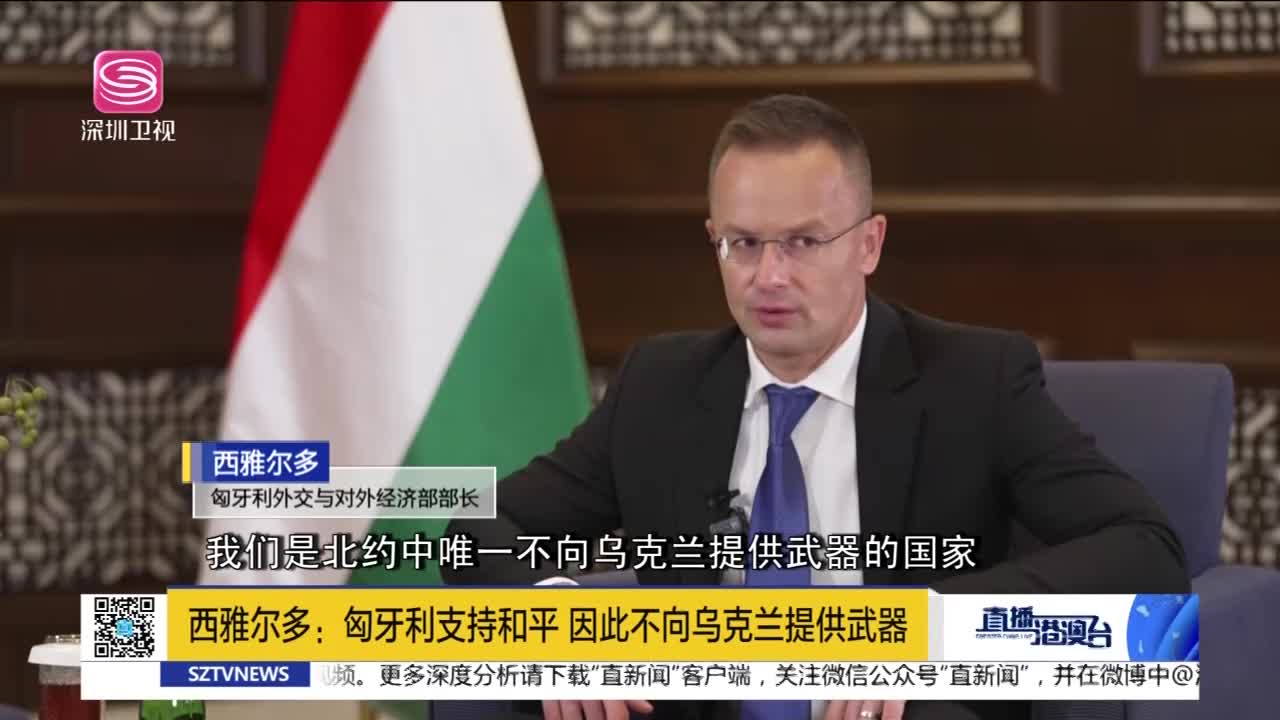 深圳卫视
西雅尔多
匈牙利外交与对外经济部部长
我们是北约中唯一不向乌克兰提供武器的国家
西雅尔多：匈牙利支持和平 因此不向乌克兰提供武器
直播港澳台
SZTVNEWS
视频。更多深度分析请下载“直新闻”客户端，关注微信公众号“直新闻”，并在微博中@